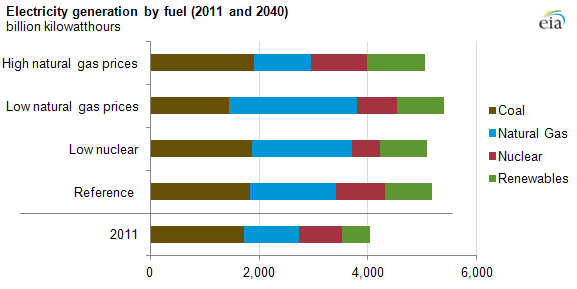 Electricity generation by fuel (2011 and 2040)
billion kilowatthours
eia
High natural gas prices
Low natural gas prices
Low nuclear
Reference
2011
0 2,000 4,000 6,000
Coal
Natural Gas
Nuclear
Renewables